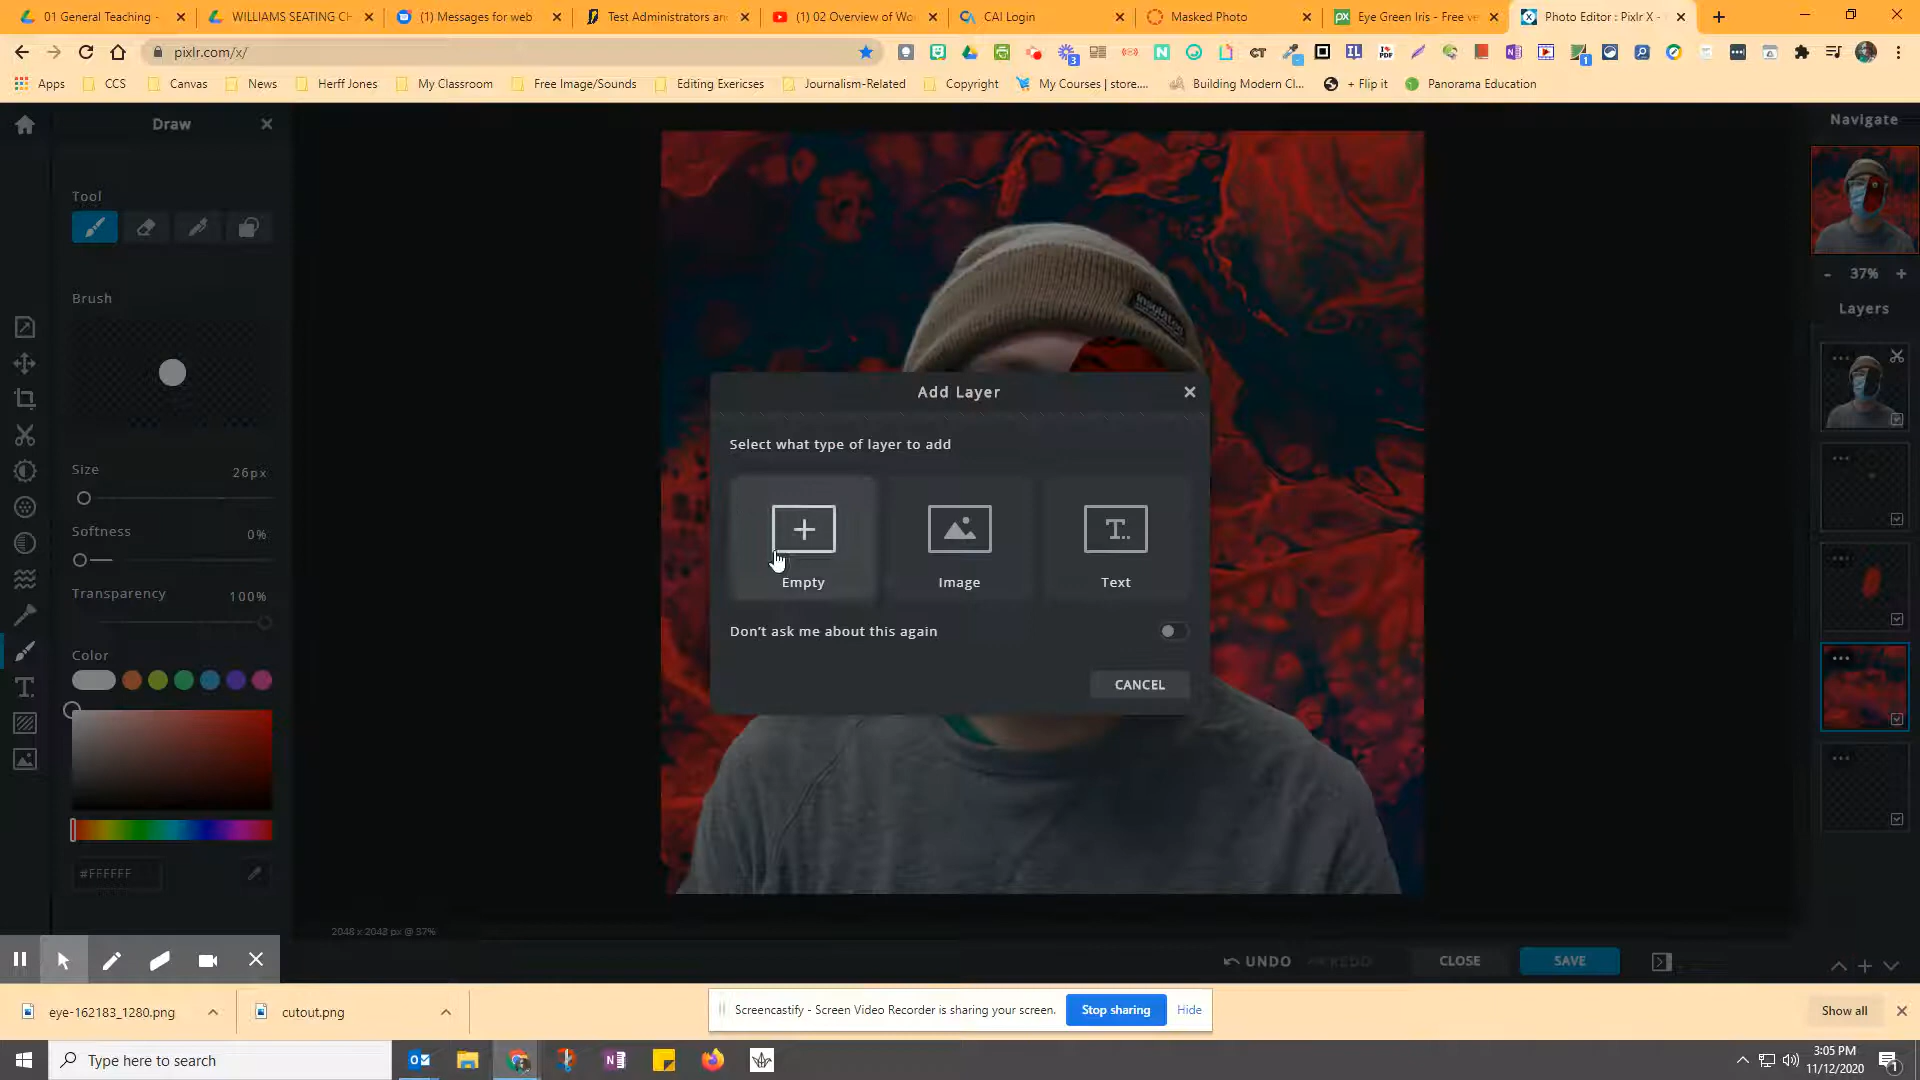 01 General Teaching -
WILLIAMS SEATING CH
(1) Messages for web
Test Administrators an
(1) 02 Overview of Wo
CAI Login
Masked Photo
Eye Green Iris - Free ve
Photo Editor : Pixlr X -
pixlr.com/x/
Apps
CCS
Canvas
News
Herff Jones
My Classroom
Free Image/Sounds
Editing Exericses
Journalism-Related
Copyright
My Courses | store....
Building Modern Cl...
+ Flip it
Panorama Education
Draw
Navigate
Tool
Brush
- 37% +
Layers
Add Layer
Select what type of layer to add
Size
26px
Softness
0%
Empty
Image
Text
Transparency
100%
Don't ask me about this again
Color
CANCEL
#FFFFFF
2048 x 2043 px @ 37%
UNDO
REDO
CLOSE
SAVE
eye-162183_1280.png
cutout.png
Screencastify - Screen Video Recorder is sharing your screen.
Stop sharing
Hide
Show all
Type here to search
3:05 PM
11/12/2020